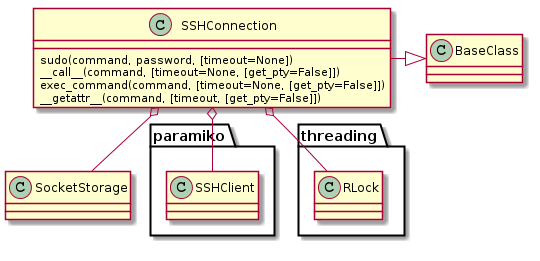 C SSHConnection
sudo(command, password, [timeout=None])
__call__(command, [timeout=None, [get_pty=False]])
exec_command(command, [timeout=None, [get_pty=False]])
__getattr__(command, [timeout, [get_pty=False]])
C BaseClass
paramiko
threading
C SocketStorage
C SSHClient
C RLock